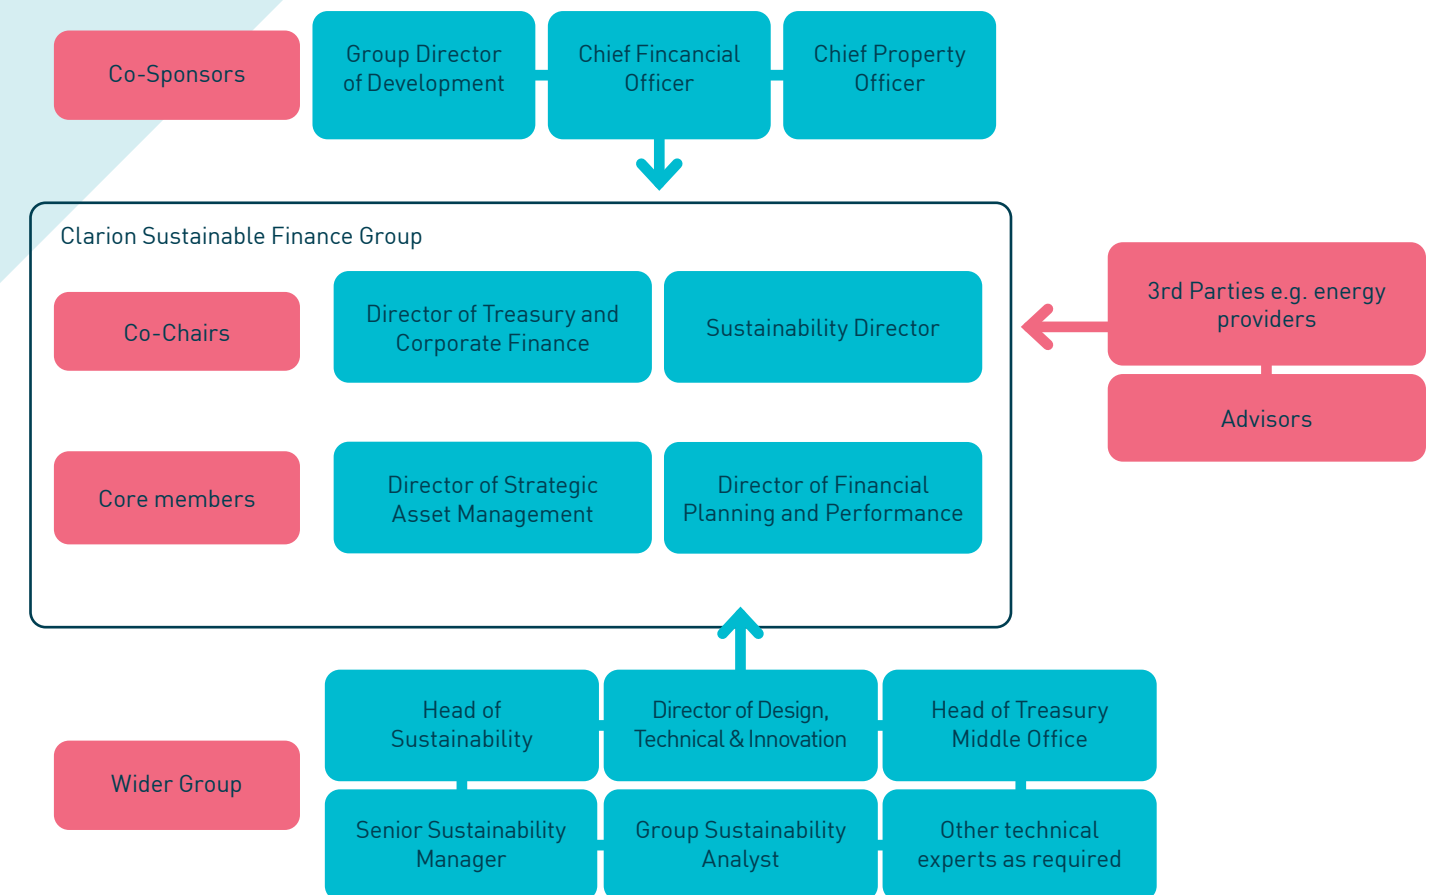 Co-Sponsors
Group Director
of Development
Chief Fincancial
Officer
Chief Property
Officer
Clarion Sustainable Finance Group
Co-Chairs
Director of Treasury and
Corporate Finance
Sustainability Director
3rd Parties e.g. energy
providers
Advisors
Core members
Director of Strategic
Asset Management
Director of Financial
Planning and Performance
Wider Group
Head of
Sustainability
Director of Design,
Technical & Innovation
Head of Treasury
Middle Office
Senior Sustainability
Manager
Group Sustainability
Analyst
Other technical
experts as required